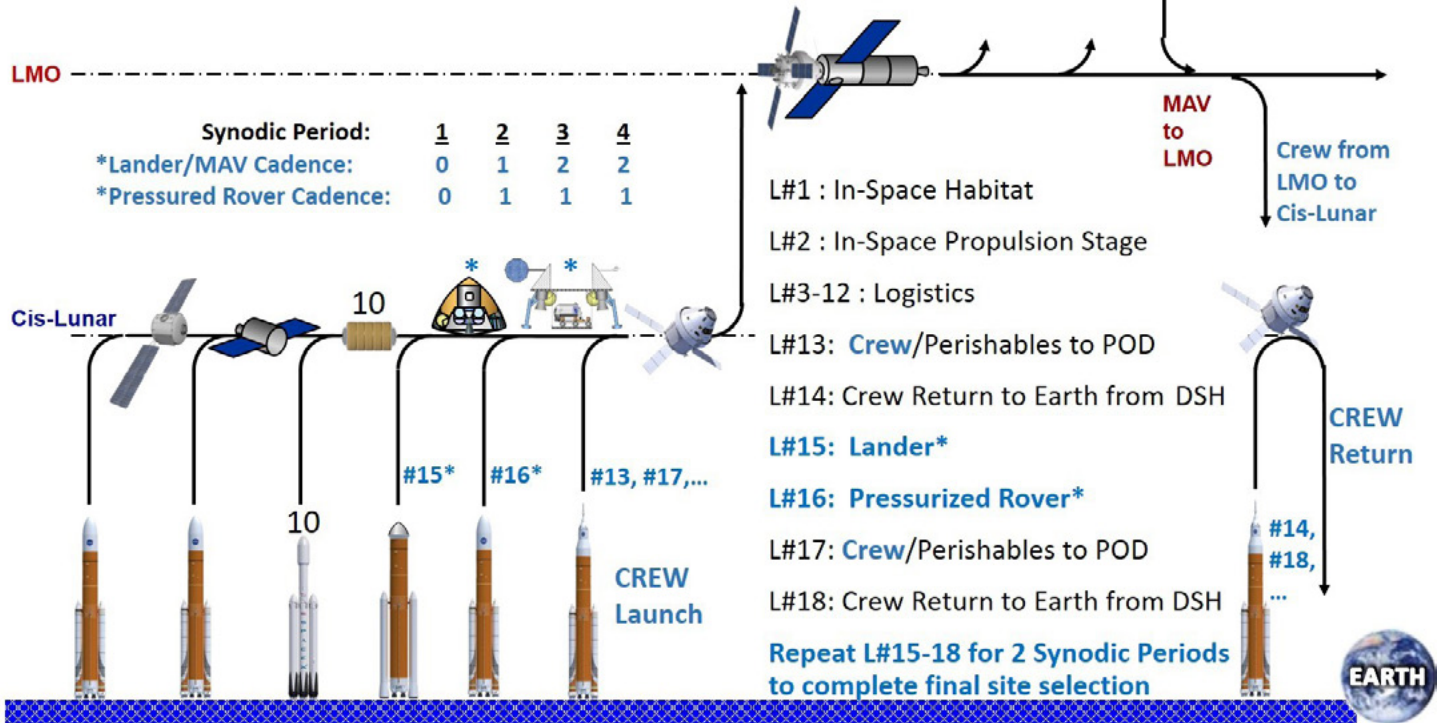 LMO
Synodic Period: 1 2 3 4
*Lander/MAV Cadence: 0 1 2 2
*Pressured Rover Cadence: 0 1 1 1
MAV
to
LMO
Crew from
LMO to
Cis-Lunar
Cis-Lunar
10
*
*
#15*
#16*
#13, #17,...
10
CREW
Launch
L#1 : In-Space Habitat
L#2 : In-Space Propulsion Stage
L#3-12 : Logistics
L#13: Crew/Perishables to POD
L#14: Crew Return to Earth from DSH
L#15: Lander*
L#16: Pressurized Rover*
L#17: Crew/Perishables to POD
L#18: Crew Return to Earth from DSH
Repeat L#15-18 for 2 Synodic Periods
to complete final site selection
CREW
Return
#14,
#18,
...
EARTH